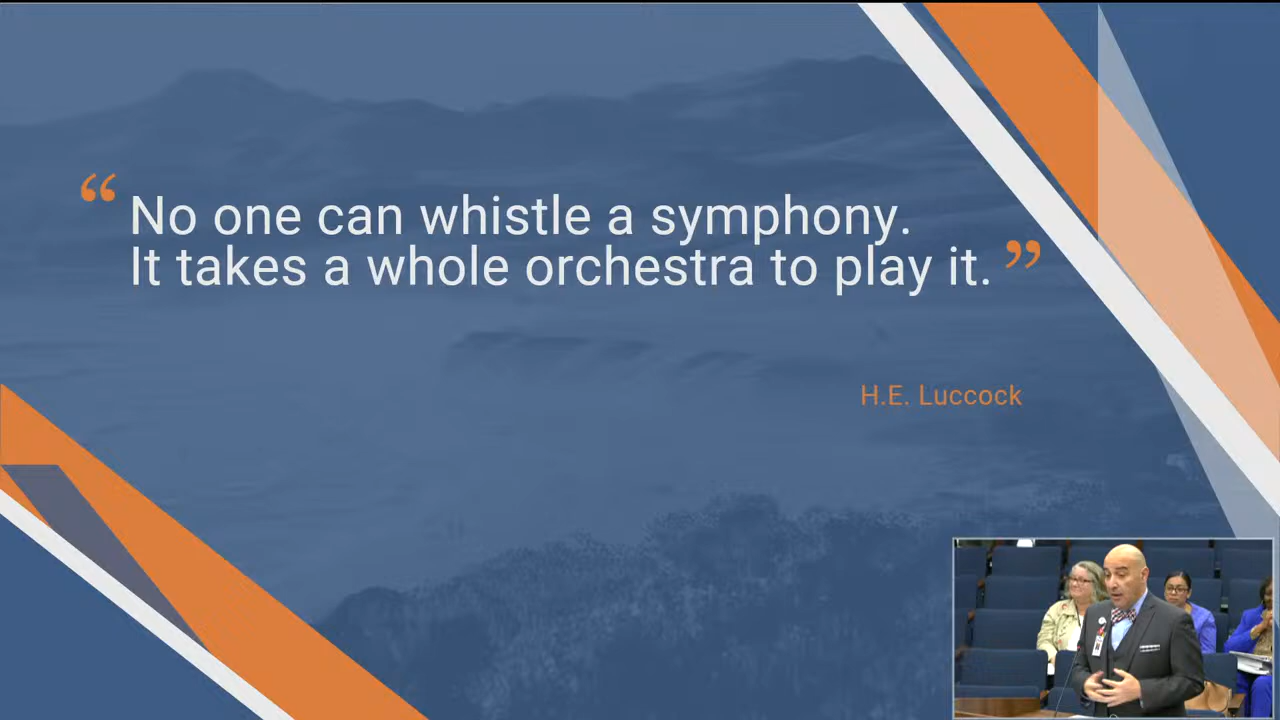 “ No one can whistle a symphony.
It takes a whole orchestra to play it. ”
H.E. Luccock